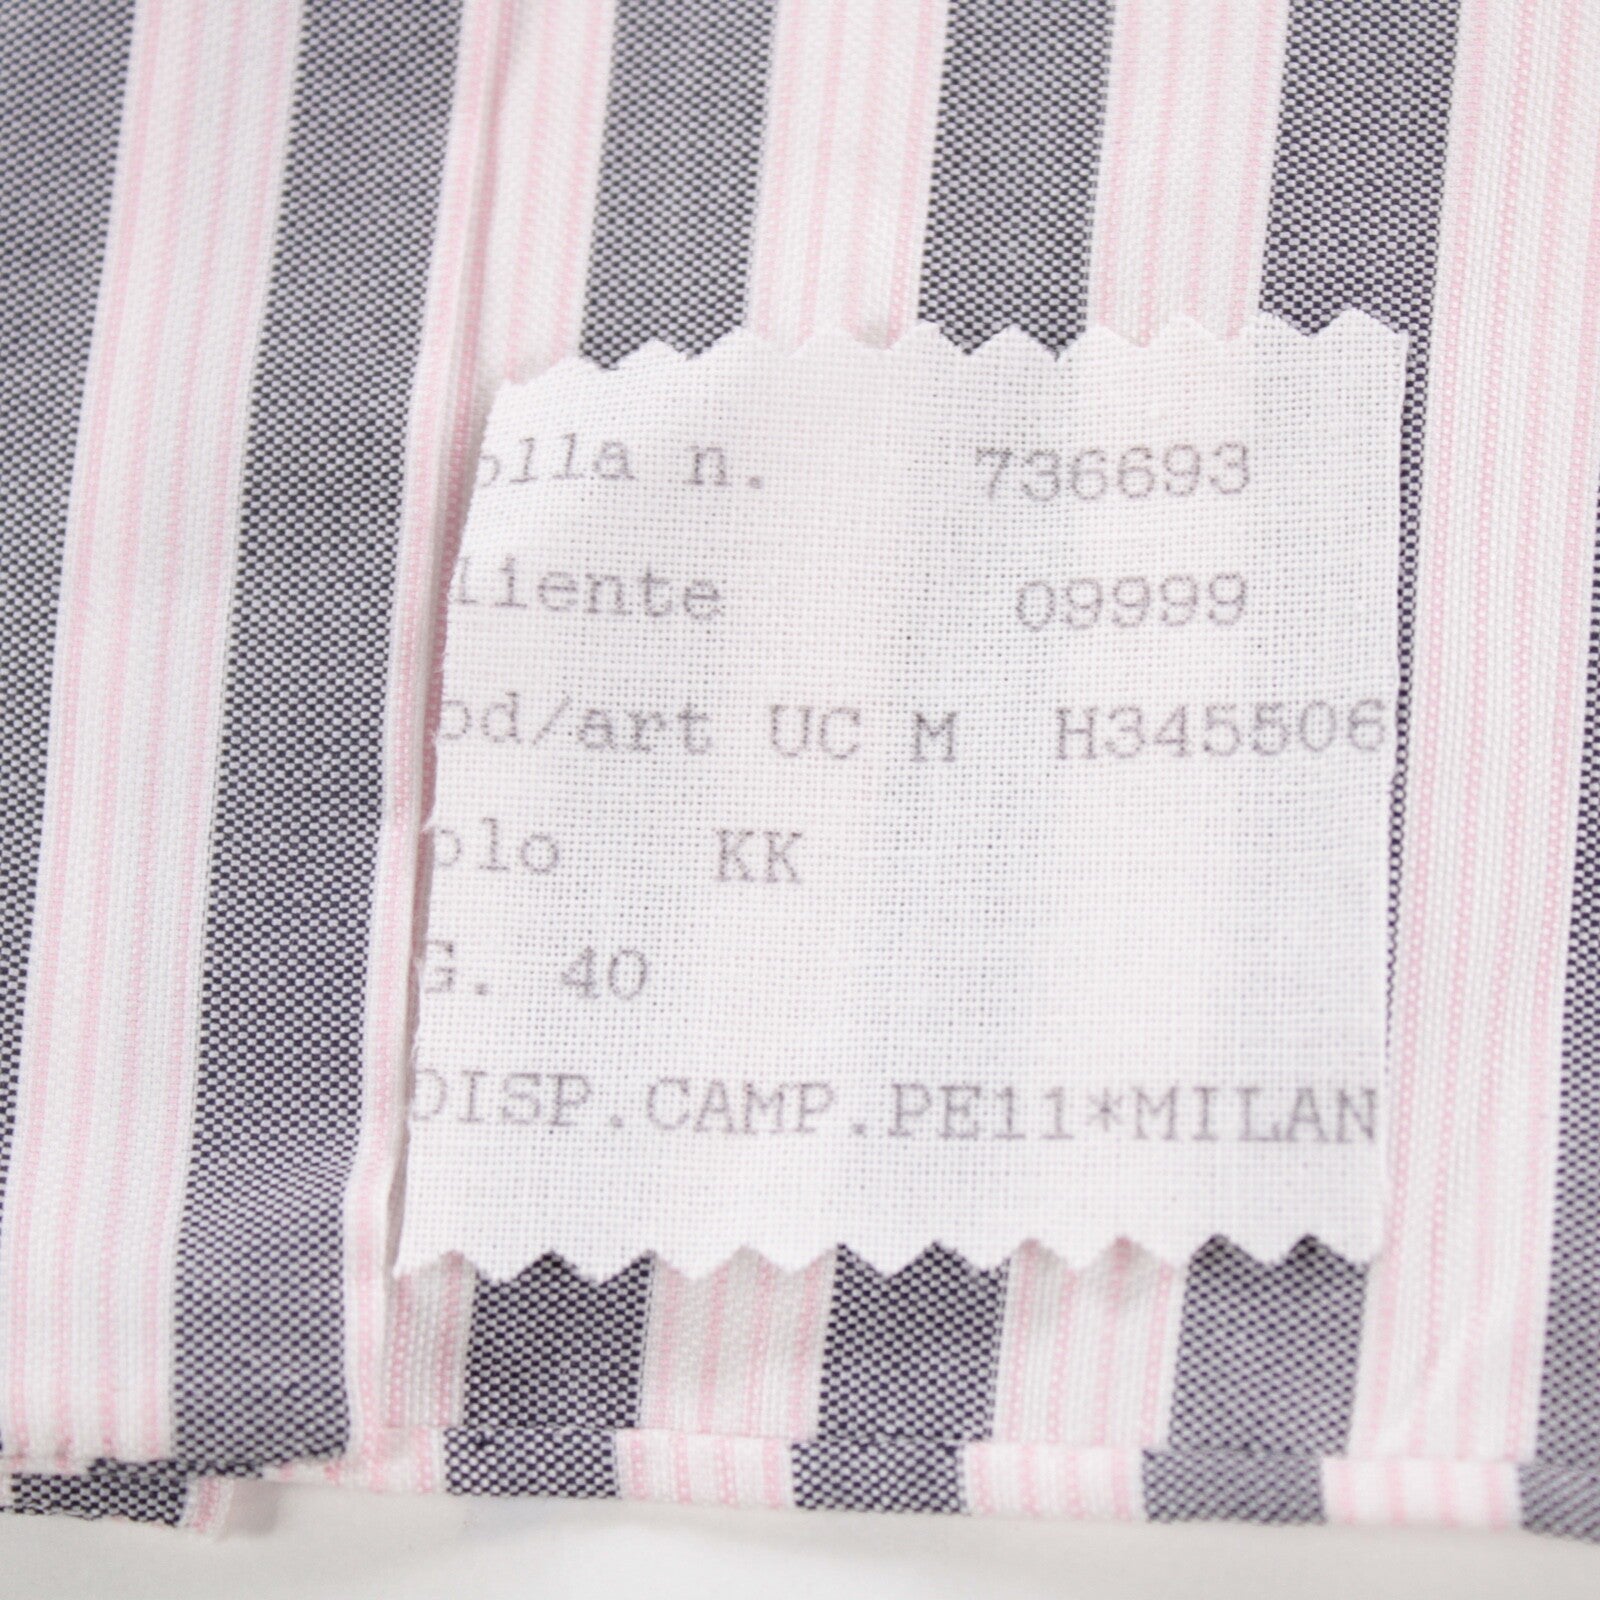 olla n. 736693
liente 09999
od/art UC M H345506
olo KK
G. 40
DISP.CAMP.PE11*MILAN